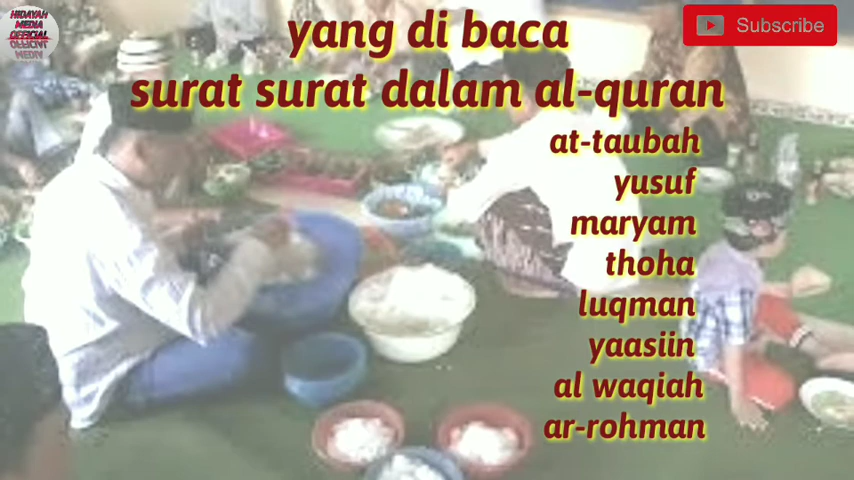 HIDAYAH
MEDIA
OFFICIAL
Subscribe
yang di baca
surat surat dalam al-quran
at-taubah
yusuf
maryam
thoha
luqman
yaasiin
al waqiah
ar-rohman